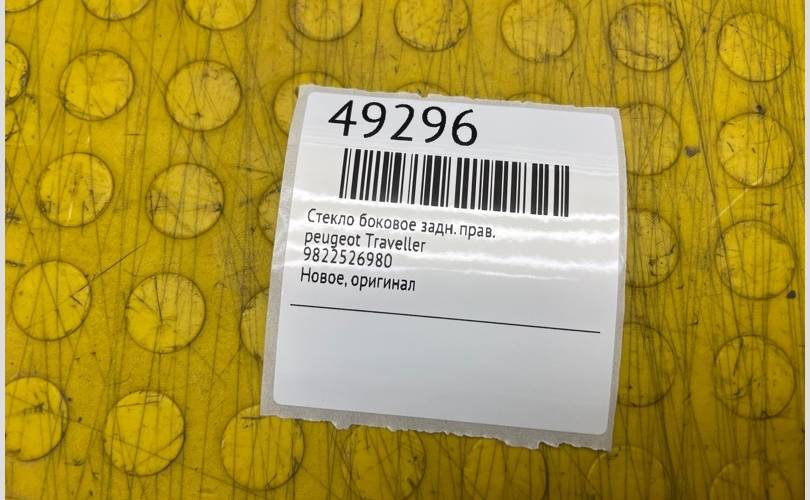 49296
Стекло боковое задн. прав.
peugeot Traveller
9822526980
Новое, оригинал